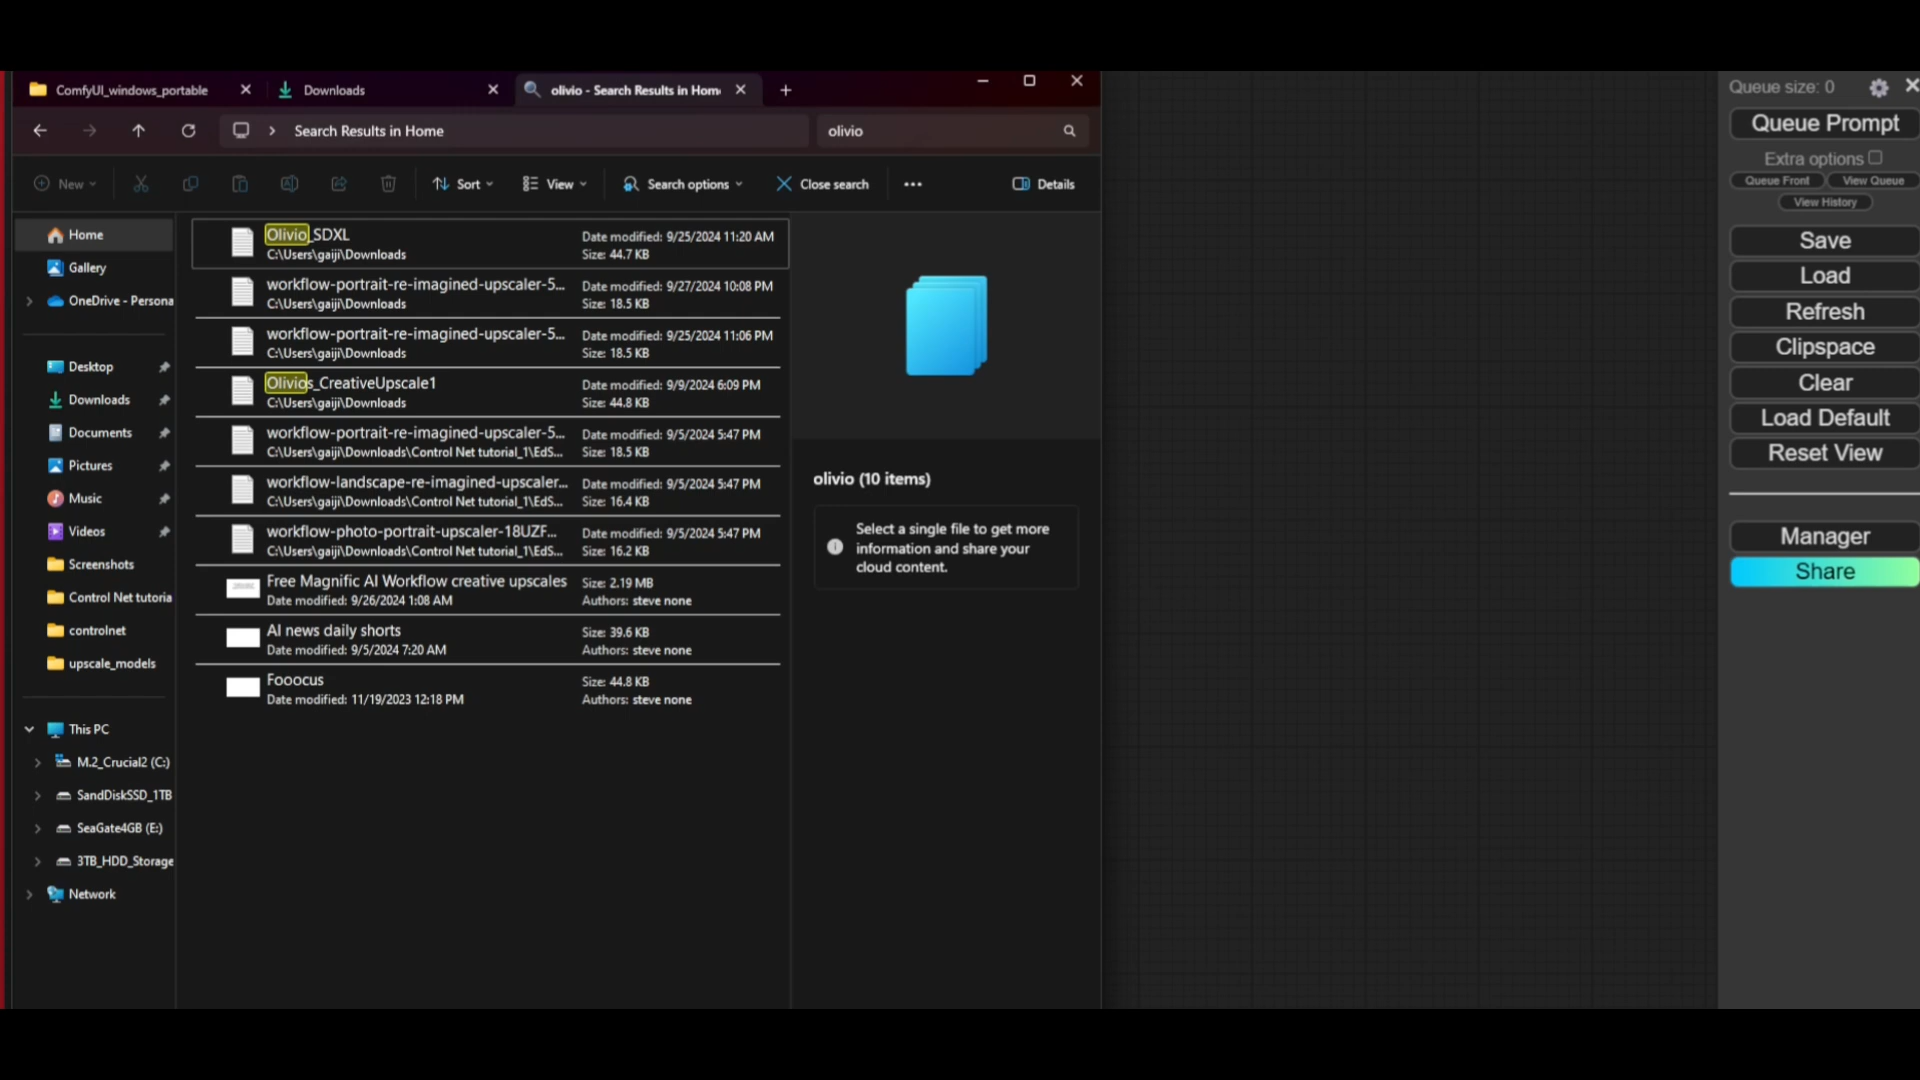 ComfyUI_windows_portable
Downloads
olivio - Search Results in Hom
Search Results in Home
olivio
New
Sort
View
Search options
Close search
Details
Home
Gallery
OneDrive - Persona
Desktop
Downloads
Documents
Pictures
Music
Videos
Screenshots
Control Net tutoria
controlnet
upscale_models
This PC
M.2_Crucial2 (C:)
SandDiskSSD_1TB
SeaGate4GB (E:)
3TB_HDD_Storage
Network
Olivio_SDXL
Date modified: 9/25/2024 11:20 AM
C:\Users\gaiji\Downloads
Size: 44.7 KB
workflow-portrait-re-imagined-upscaler-5...
Date modified: 9/27/2024 10:08 PM
C:\Users\gaiji\Downloads
Size: 18.5 KB
workflow-portrait-re-imagined-upscaler-5...
Date modified: 9/25/2024 11:06 PM
C:\Users\gaiji\Downloads
Size: 18.5 KB
Olivios_CreativeUpscale1
Date modified: 9/9/2024 6:09 PM
C:\Users\gaiji\Downloads
Size: 44.8 KB
workflow-portrait-re-imagined-upscaler-5...
Date modified: 9/5/2024 5:47 PM
C:\Users\gaiji\Downloads\Control Net tutorial_1\EdS...
Size: 18.5 KB
workflow-landscape-re-imagined-upscaler...
Date modified: 9/5/2024 5:47 PM
C:\Users\gaiji\Downloads\Control Net tutorial_1\EdS...
Size: 16.4 KB
workflow-photo-portrait-upscaler-18UZF...
Date modified: 9/5/2024 5:47 PM
C:\Users\gaiji\Downloads\Control Net tutorial_1\EdS...
Size: 16.2 KB
Free Magnific AI Workflow creative upscales
Size: 2.19 MB
Date modified: 9/26/2024 1:08 AM
Authors: steve none
AI news daily shorts
Size: 39.6 KB
Date modified: 9/5/2024 7:20 AM
Authors: steve none
Fooocus
Size: 44.8 KB
Date modified: 11/19/2023 12:18 PM
Authors: steve none
olivio (10 items)
Select a single file to get more
information and share your
cloud content.
Queue size: 0
Queue Prompt
Extra options
Queue Front
View Queue
View History
Save
Load
Refresh
Clipspace
Clear
Load Default
Reset View
Manager
Share